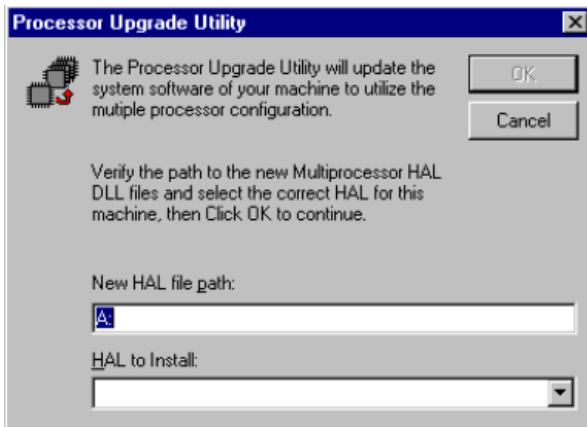 Processor Upgrade Utility
The Processor Upgrade Utility will update the
system software of your machine to utilize the
mutiple processor configuration.
OK
Cancel
Verify the path to the new Multiprocessor HAL
DLL files and select the correct HAL for this
machine, then Click OK to continue.
New HAL file path:
A:
HAL to Install: